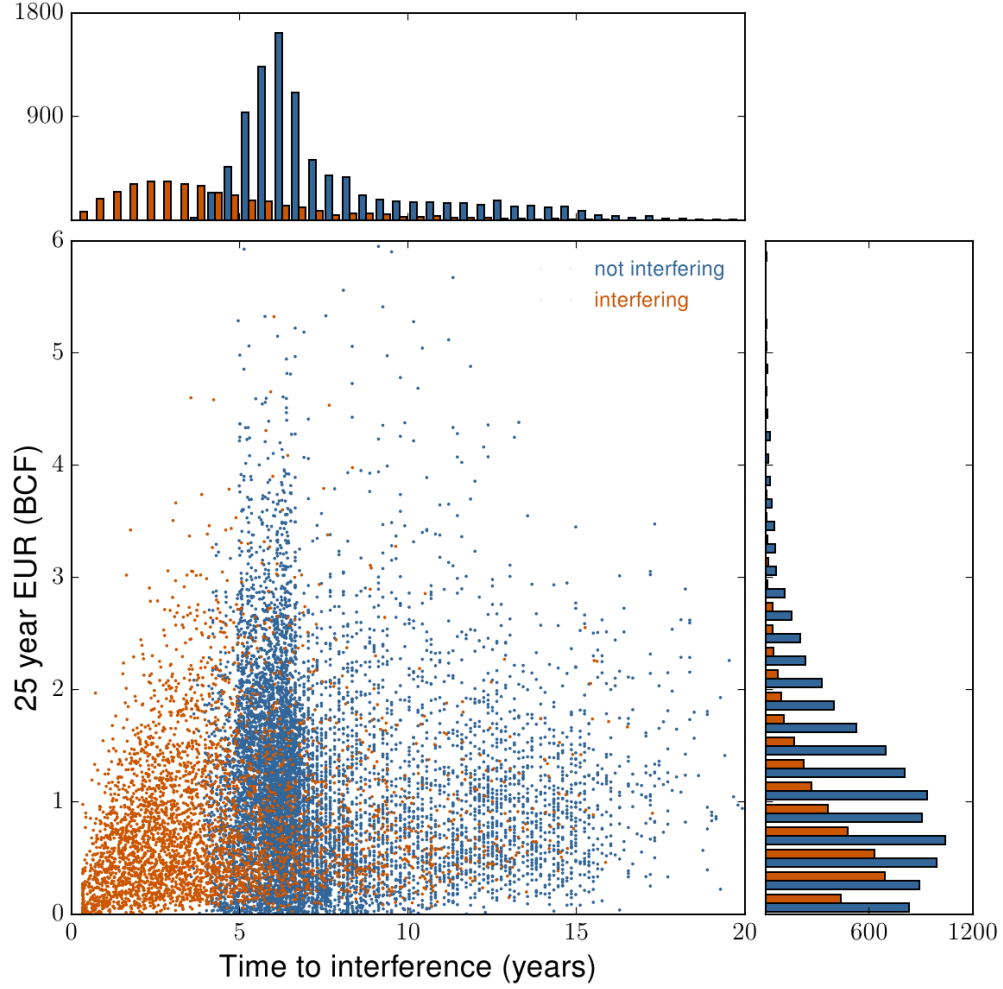 1800
900
6
5
4
3
2
1
0
25 year EUR (BCF)
not interfering
interfering
0 5 10 15 20
Time to interference (years)
600 1200